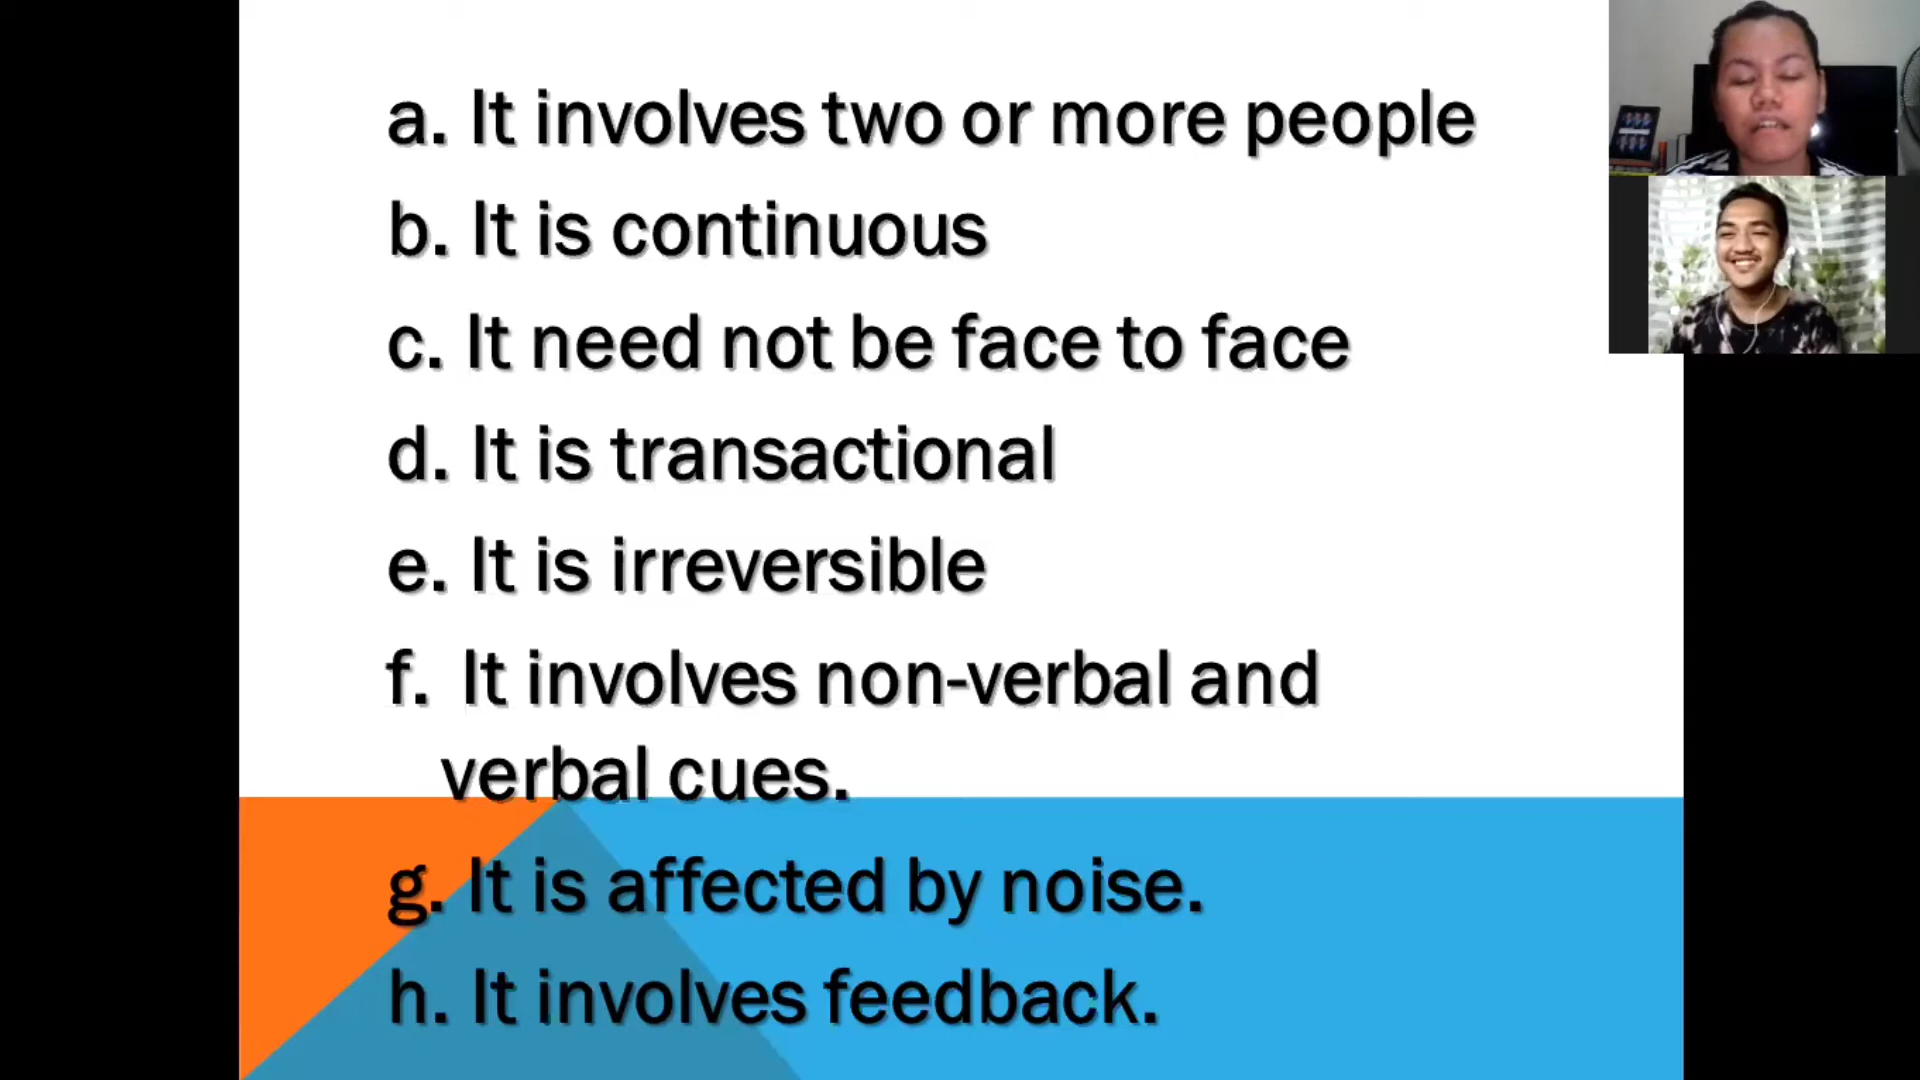 a. It involves two or more people
b. It is continuous
c. It need not be face to face
d. It is transactional
e. It is irreversible
f. It involves non-verbal and
verbal cues.
g. It is affected by noise.
h. It involves feedback.